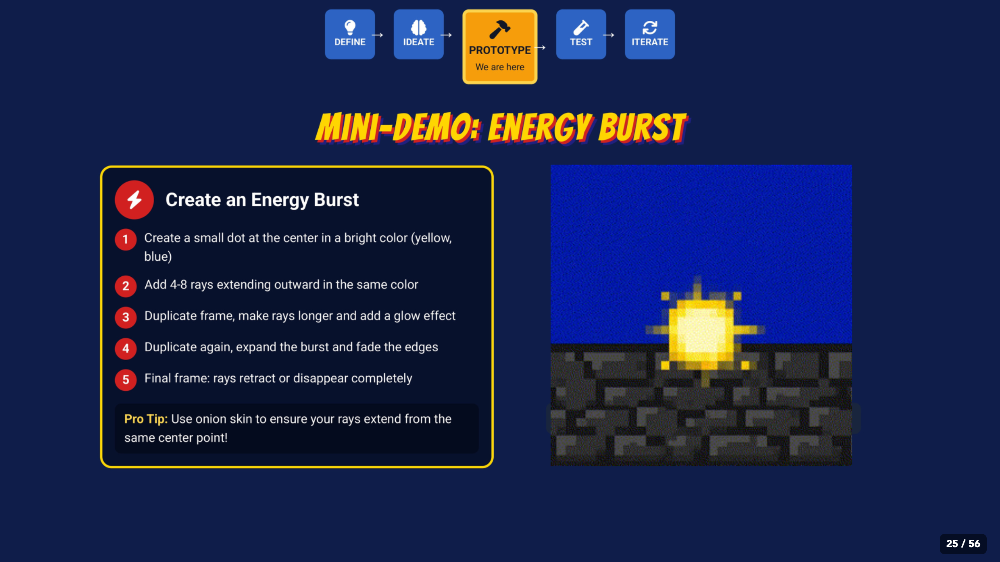 DEFINE
→
IDEATE
→
PROTOTYPE
We are here
→
TEST
→
ITERATE
MINI-DEMO: ENERGY BURST
Create an Energy Burst
1 Create a small dot at the center in a bright color (yellow,
blue)
2 Add 4-8 rays extending outward in the same color
3 Duplicate frame, make rays longer and add a glow effect
4 Duplicate again, expand the burst and fade the edges
5 Final frame: rays retract or disappear completely
Pro Tip: Use onion skin to ensure your rays extend from the
same center point!
25 / 56